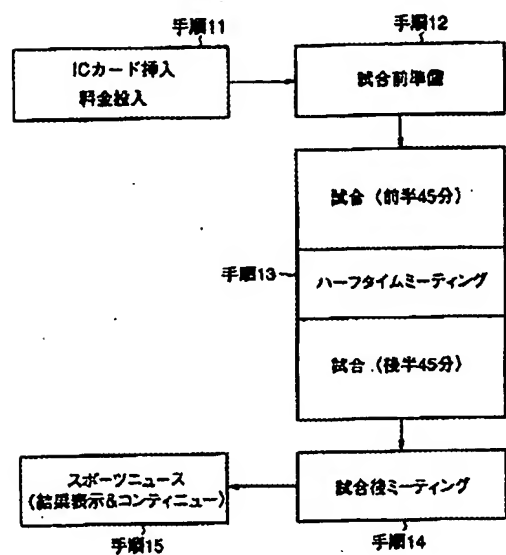 手順11
ICカード挿入
料金投入
手順12
試合前準備
試合（前半45分）
手順13
ハーフタイムミーティング
試合（後半45分）
試合後ミーティング
手順14
スポーツニュース
（結果表示&コンティニュー）
手順15